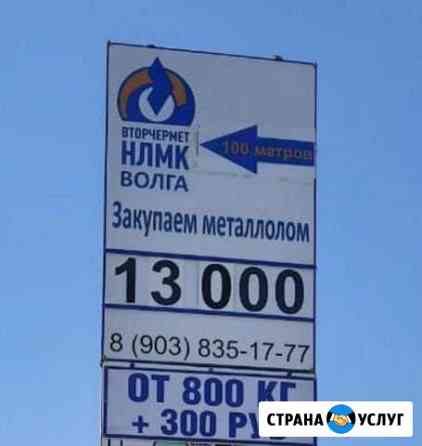 ВТОРЧЕРМЕТ
НЛМК
ВОЛГА
100 метров
Закупаем металлолом
13 000
8 (903) 835-17-77
ОТ 800 КГ
+ 300 РУ
СТРАНА УСЛУГ